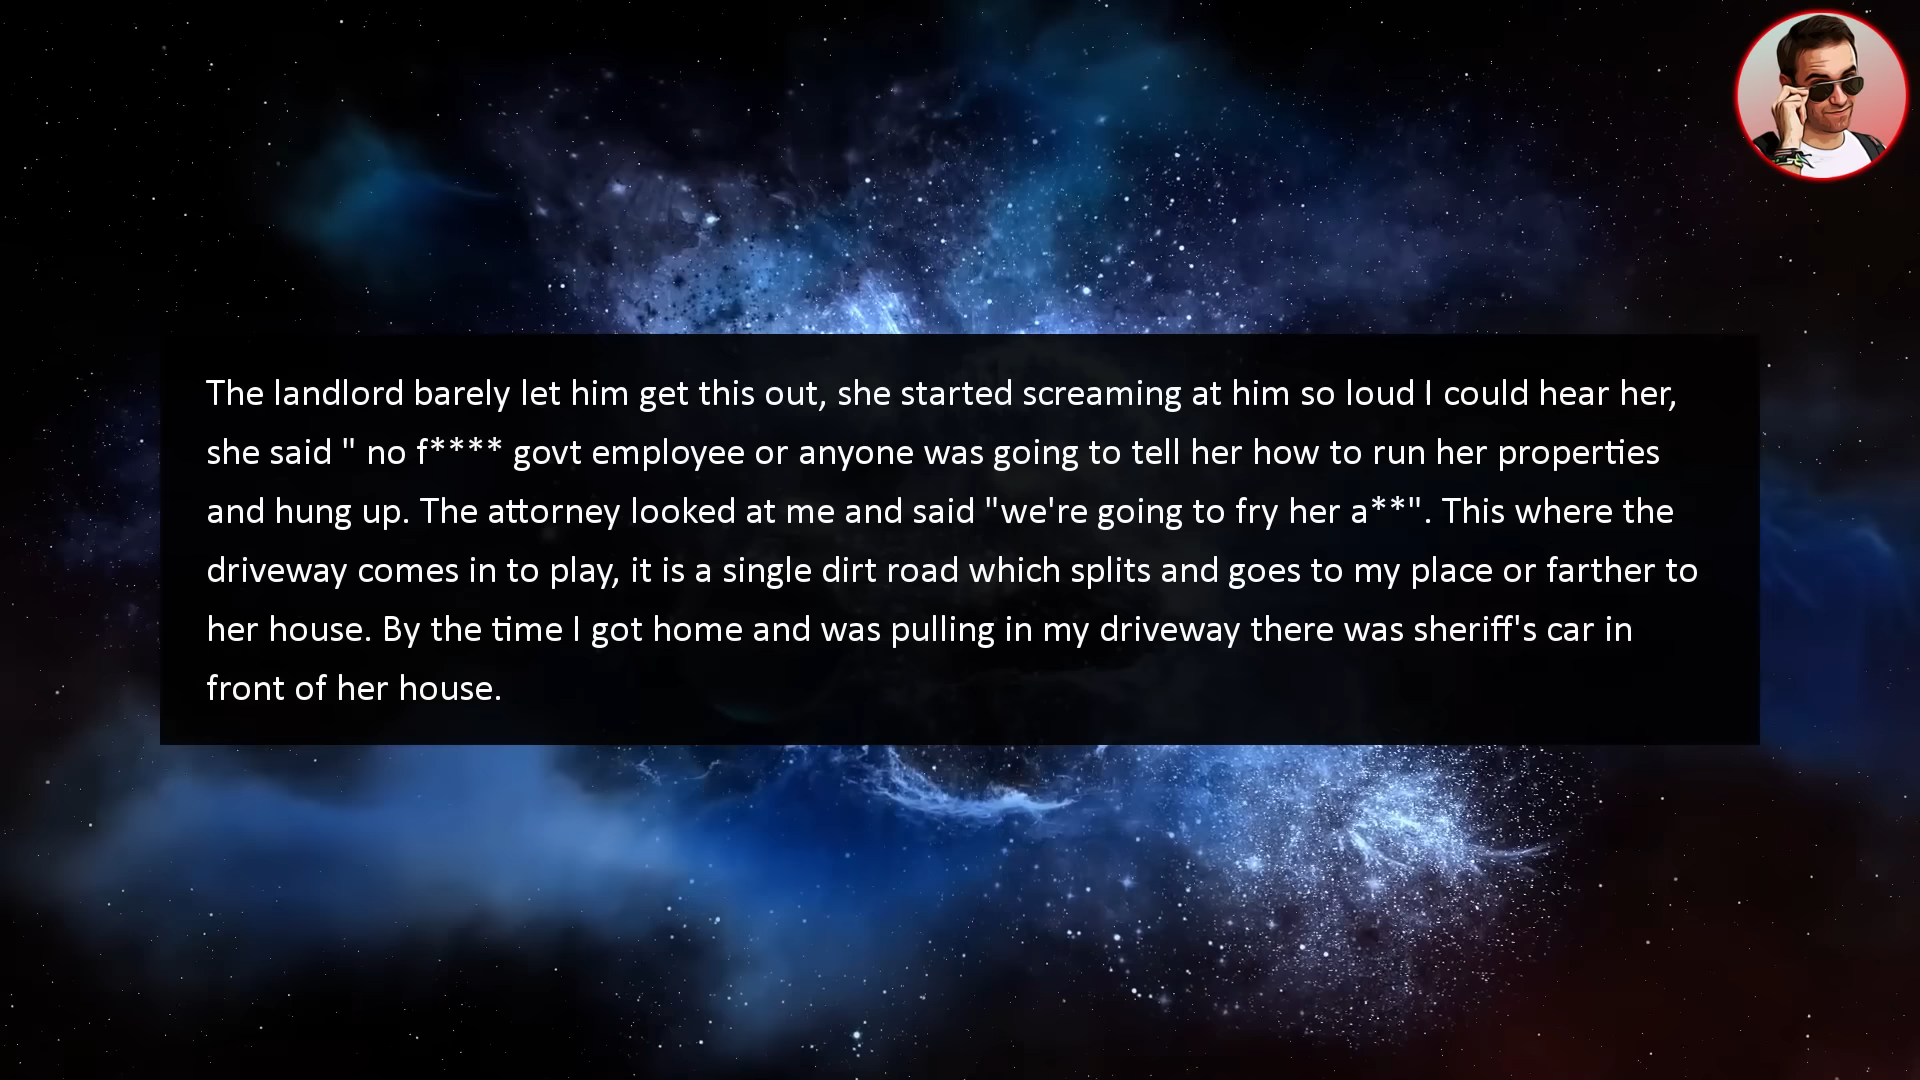 The landlord barely let him get this out, she started screaming at him so loud I could hear her,
she said " no f**** govt employee or anyone was going to tell her how to run her properties
and hung up. The attorney looked at me and said "we're going to fry her a**". This where the
driveway comes in to play, it is a single dirt road which splits and goes to my place or farther to
her house. By the time I got home and was pulling in my driveway there was sheriff's car in
front of her house.